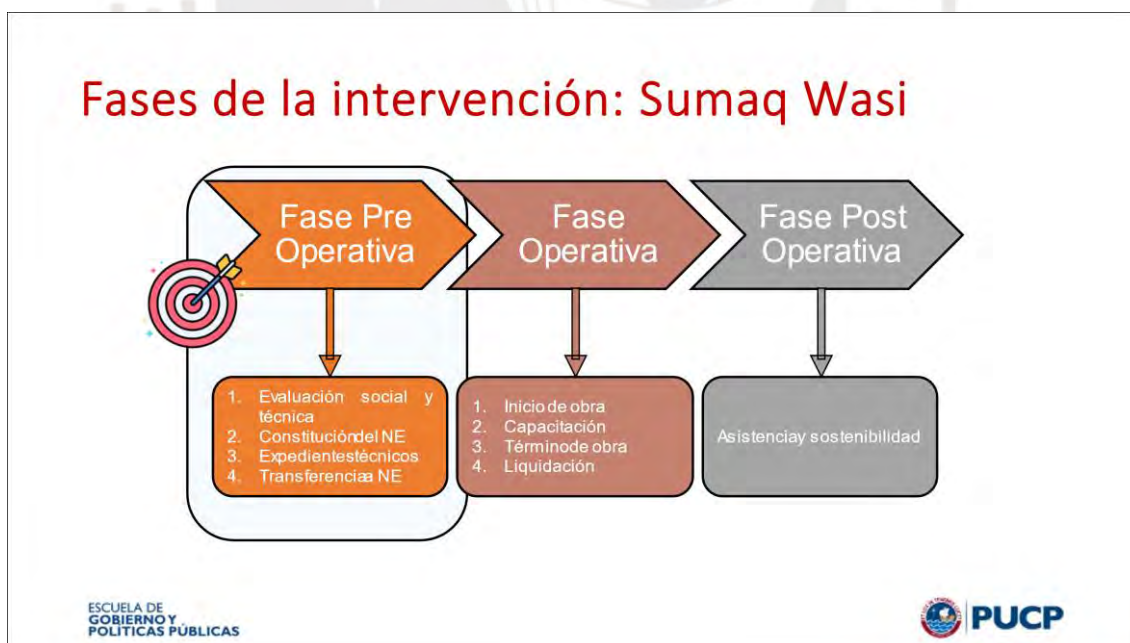 Fases de la intervención: Sumaq Wasi
Fase Pre
Operativa
Fase
Operativa
Fase Post
Operativa
1. Evaluación social y
técnica
2. Constitucióndel NE
3. Expedientestécnicos
4. Transferenciaa NE
1. Inicio de obra
2. Capacitación
3. Términode obra
4. Liquidación
Asistenciay sostenibilidad
ESCUELA DE
GOBIERNO Y
POLÍTICAS PÚBLICAS
PUCP